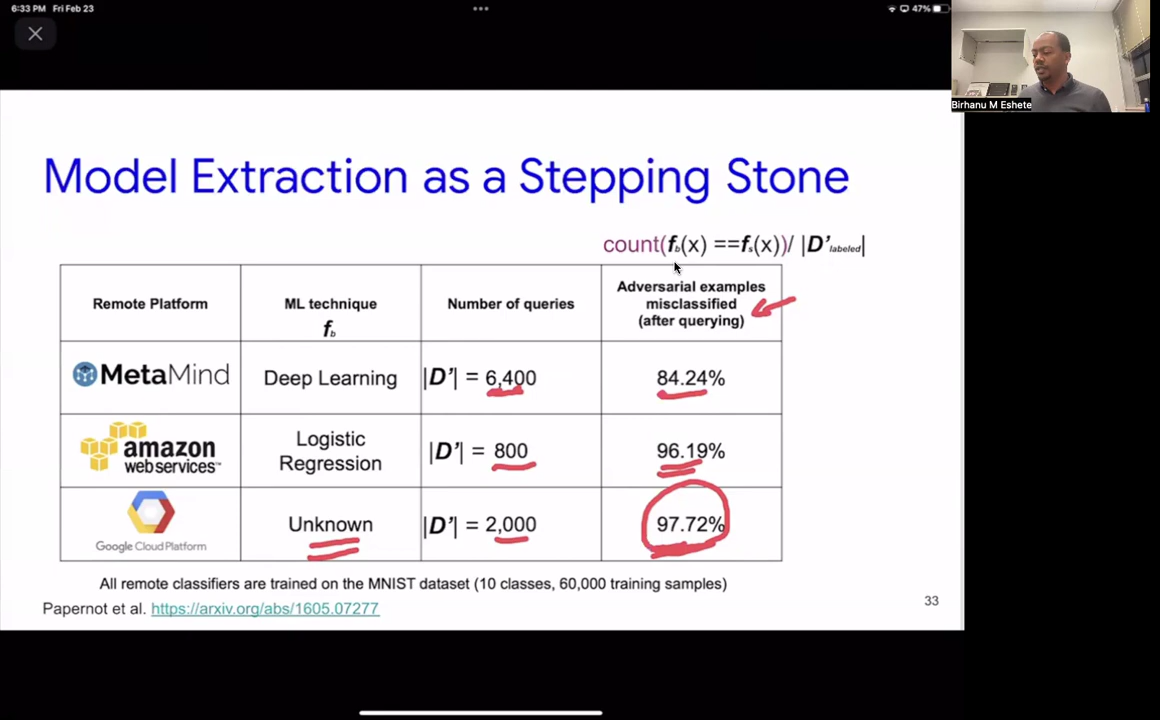 6:33 PM Fri Feb 23
47%
Birhanu M Eshete
Model Extraction as a Stepping Stone
count(fb(x) ==fs(x))/ |D'labeled|
Remote Platform
ML technique
fb
Number of queries
Adversarial examples
misclassified
(after querying)
MetaMind
Deep Learning
|D'| = 6,400
84.24%
amazon
web services™
Logistic
Regression
|D'| = 800
96.19%
Google Cloud Platform
Unknown
|D'| = 2,000
97.72%
All remote classifiers are trained on the MNIST dataset (10 classes, 60,000 training samples)
33
Papernot et al. https://arxiv.org/abs/1605.07277